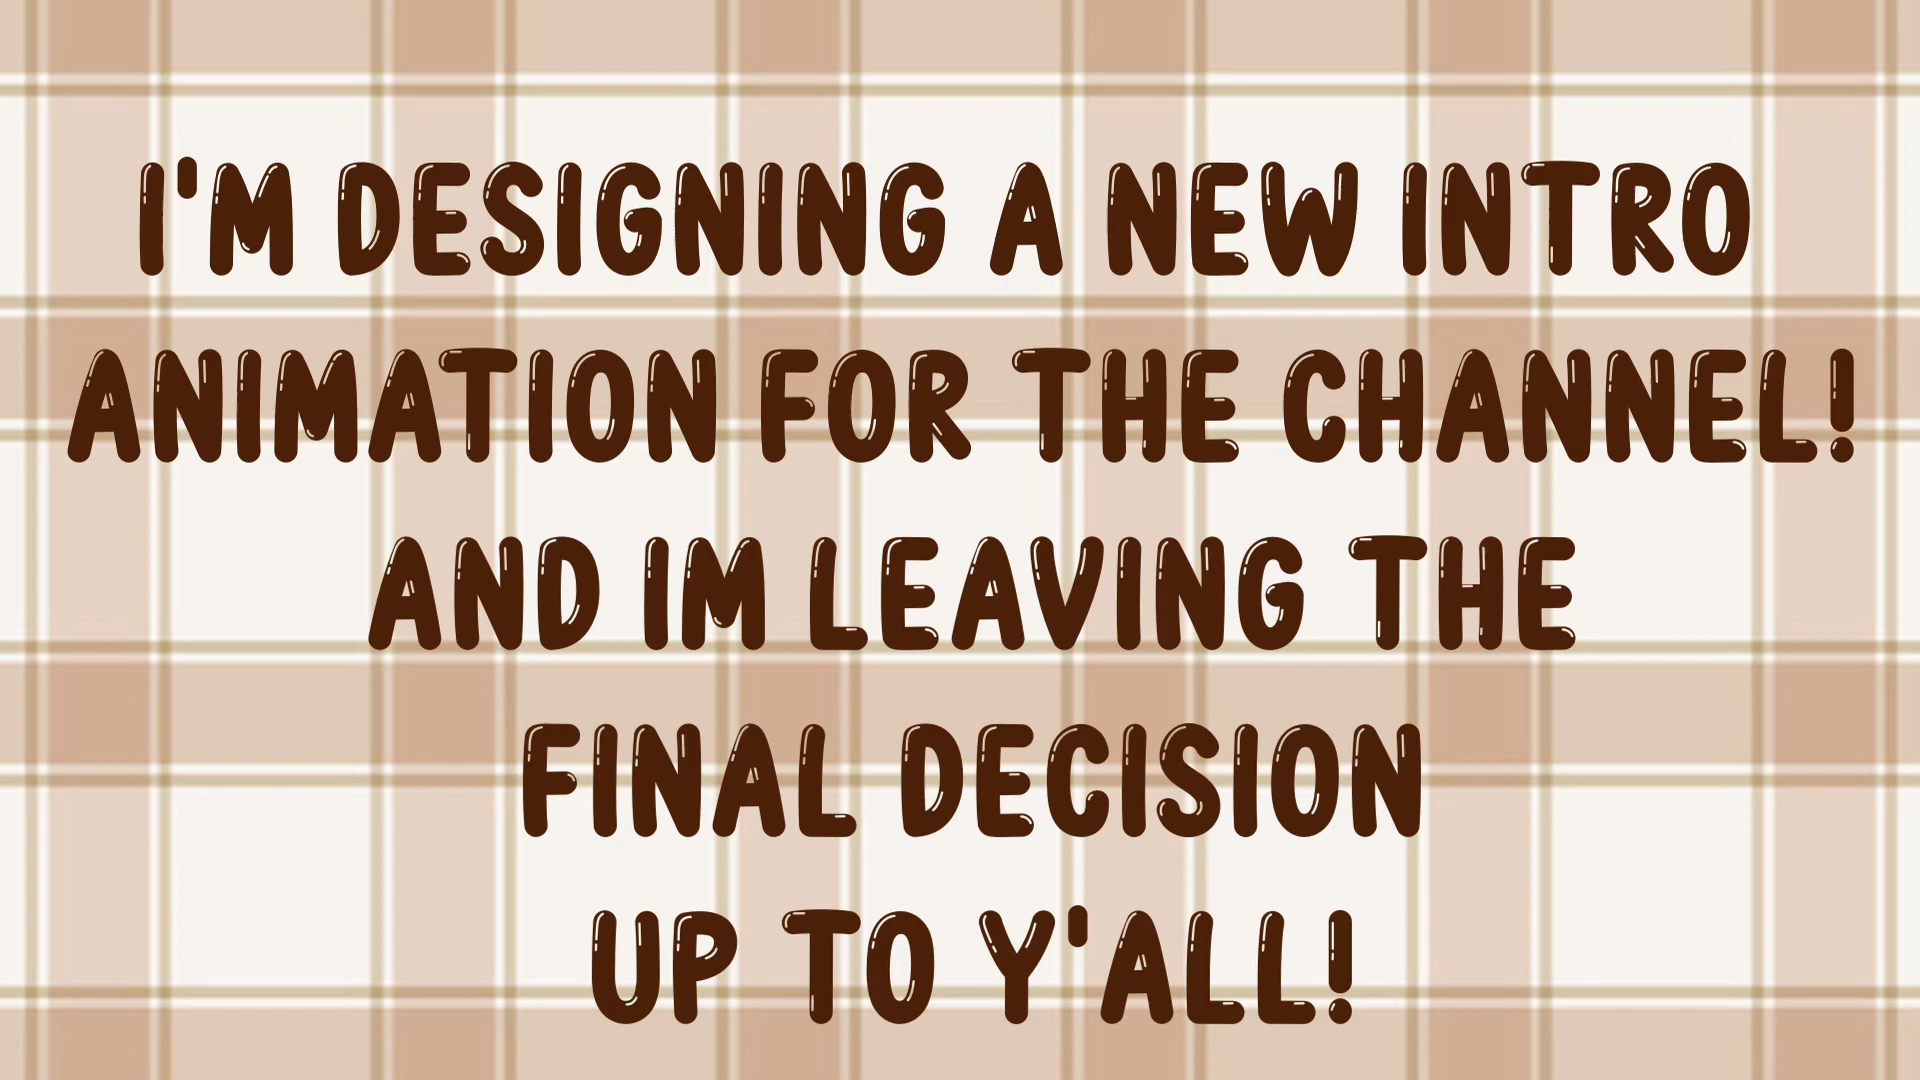 I'M DESIGNING A NEW INTRO
ANIMATION FOR THE CHANNEL!
AND IM LEAVING THE
FINAL DECISION
UP TO Y'ALL!